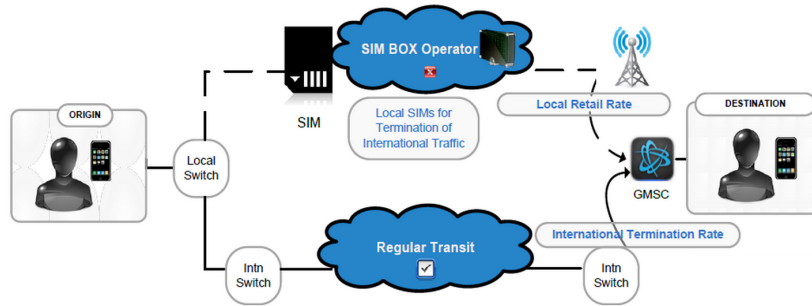 SIM BOX Operator
ORIGIN
SIM
Local SIMs for
Termination of
International Traffic
Local Retail Rate
DESTINATION
Local
Switch
GMSC
Regular Transit
International Termination Rate
Intn
Switch
Intn
Switch